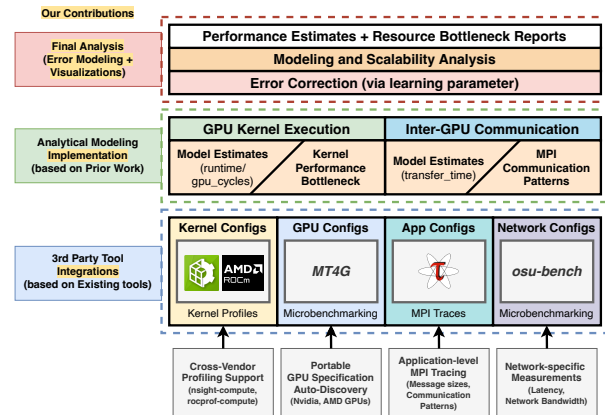 Our Contributions
Final Analysis
(Error Modeling +
Visualizations)
Performance Estimates + Resource Bottleneck Reports
Modeling and Scalability Analysis
Error Correction (via learning parameter)
Analytical Modeling
Implementation
(based on Prior Work)
GPU Kernel Execution
Model Estimates
(runtime/
gpu_cycles)
Kernel
Performance
Bottleneck
Inter-GPU Communication
Model Estimates
(transfer_time)
MPI
Communication
Patterns
3rd Party Tool
Integrations
(based on Existing tools)
Kernel Configs
AMD
ROCm
Kernel Profiles
GPU Configs
MT4G
Microbenchmarking
App Configs
τ
MPI Traces
Network Configs
osu-bench
Microbenchmarking
Cross-Vendor
Profiling Support
(nsight-compute,
rocprof-compute)
Portable
GPU Specification
Auto-Discovery
(Nvidia, AMD GPUs)
Application-level
MPI Tracing
(Message sizes,
Communication
Patterns)
Network-specific
Measurements
(Latency,
Network Bandwidth)